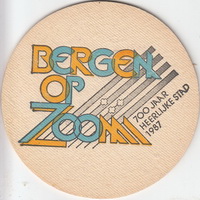 BERGEN
OP
ZOOM
700 JAAR
HEERLIJKE STAD
1987